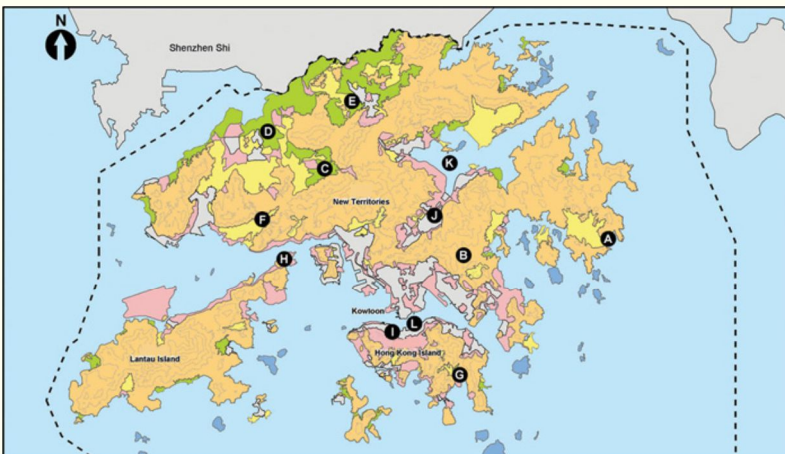 N
Shenzhen Shi
E
D
K
C
New Territories
J
F
A
B
H
Kowloon
L
I
Hong Kong Island
Lantau Island
G